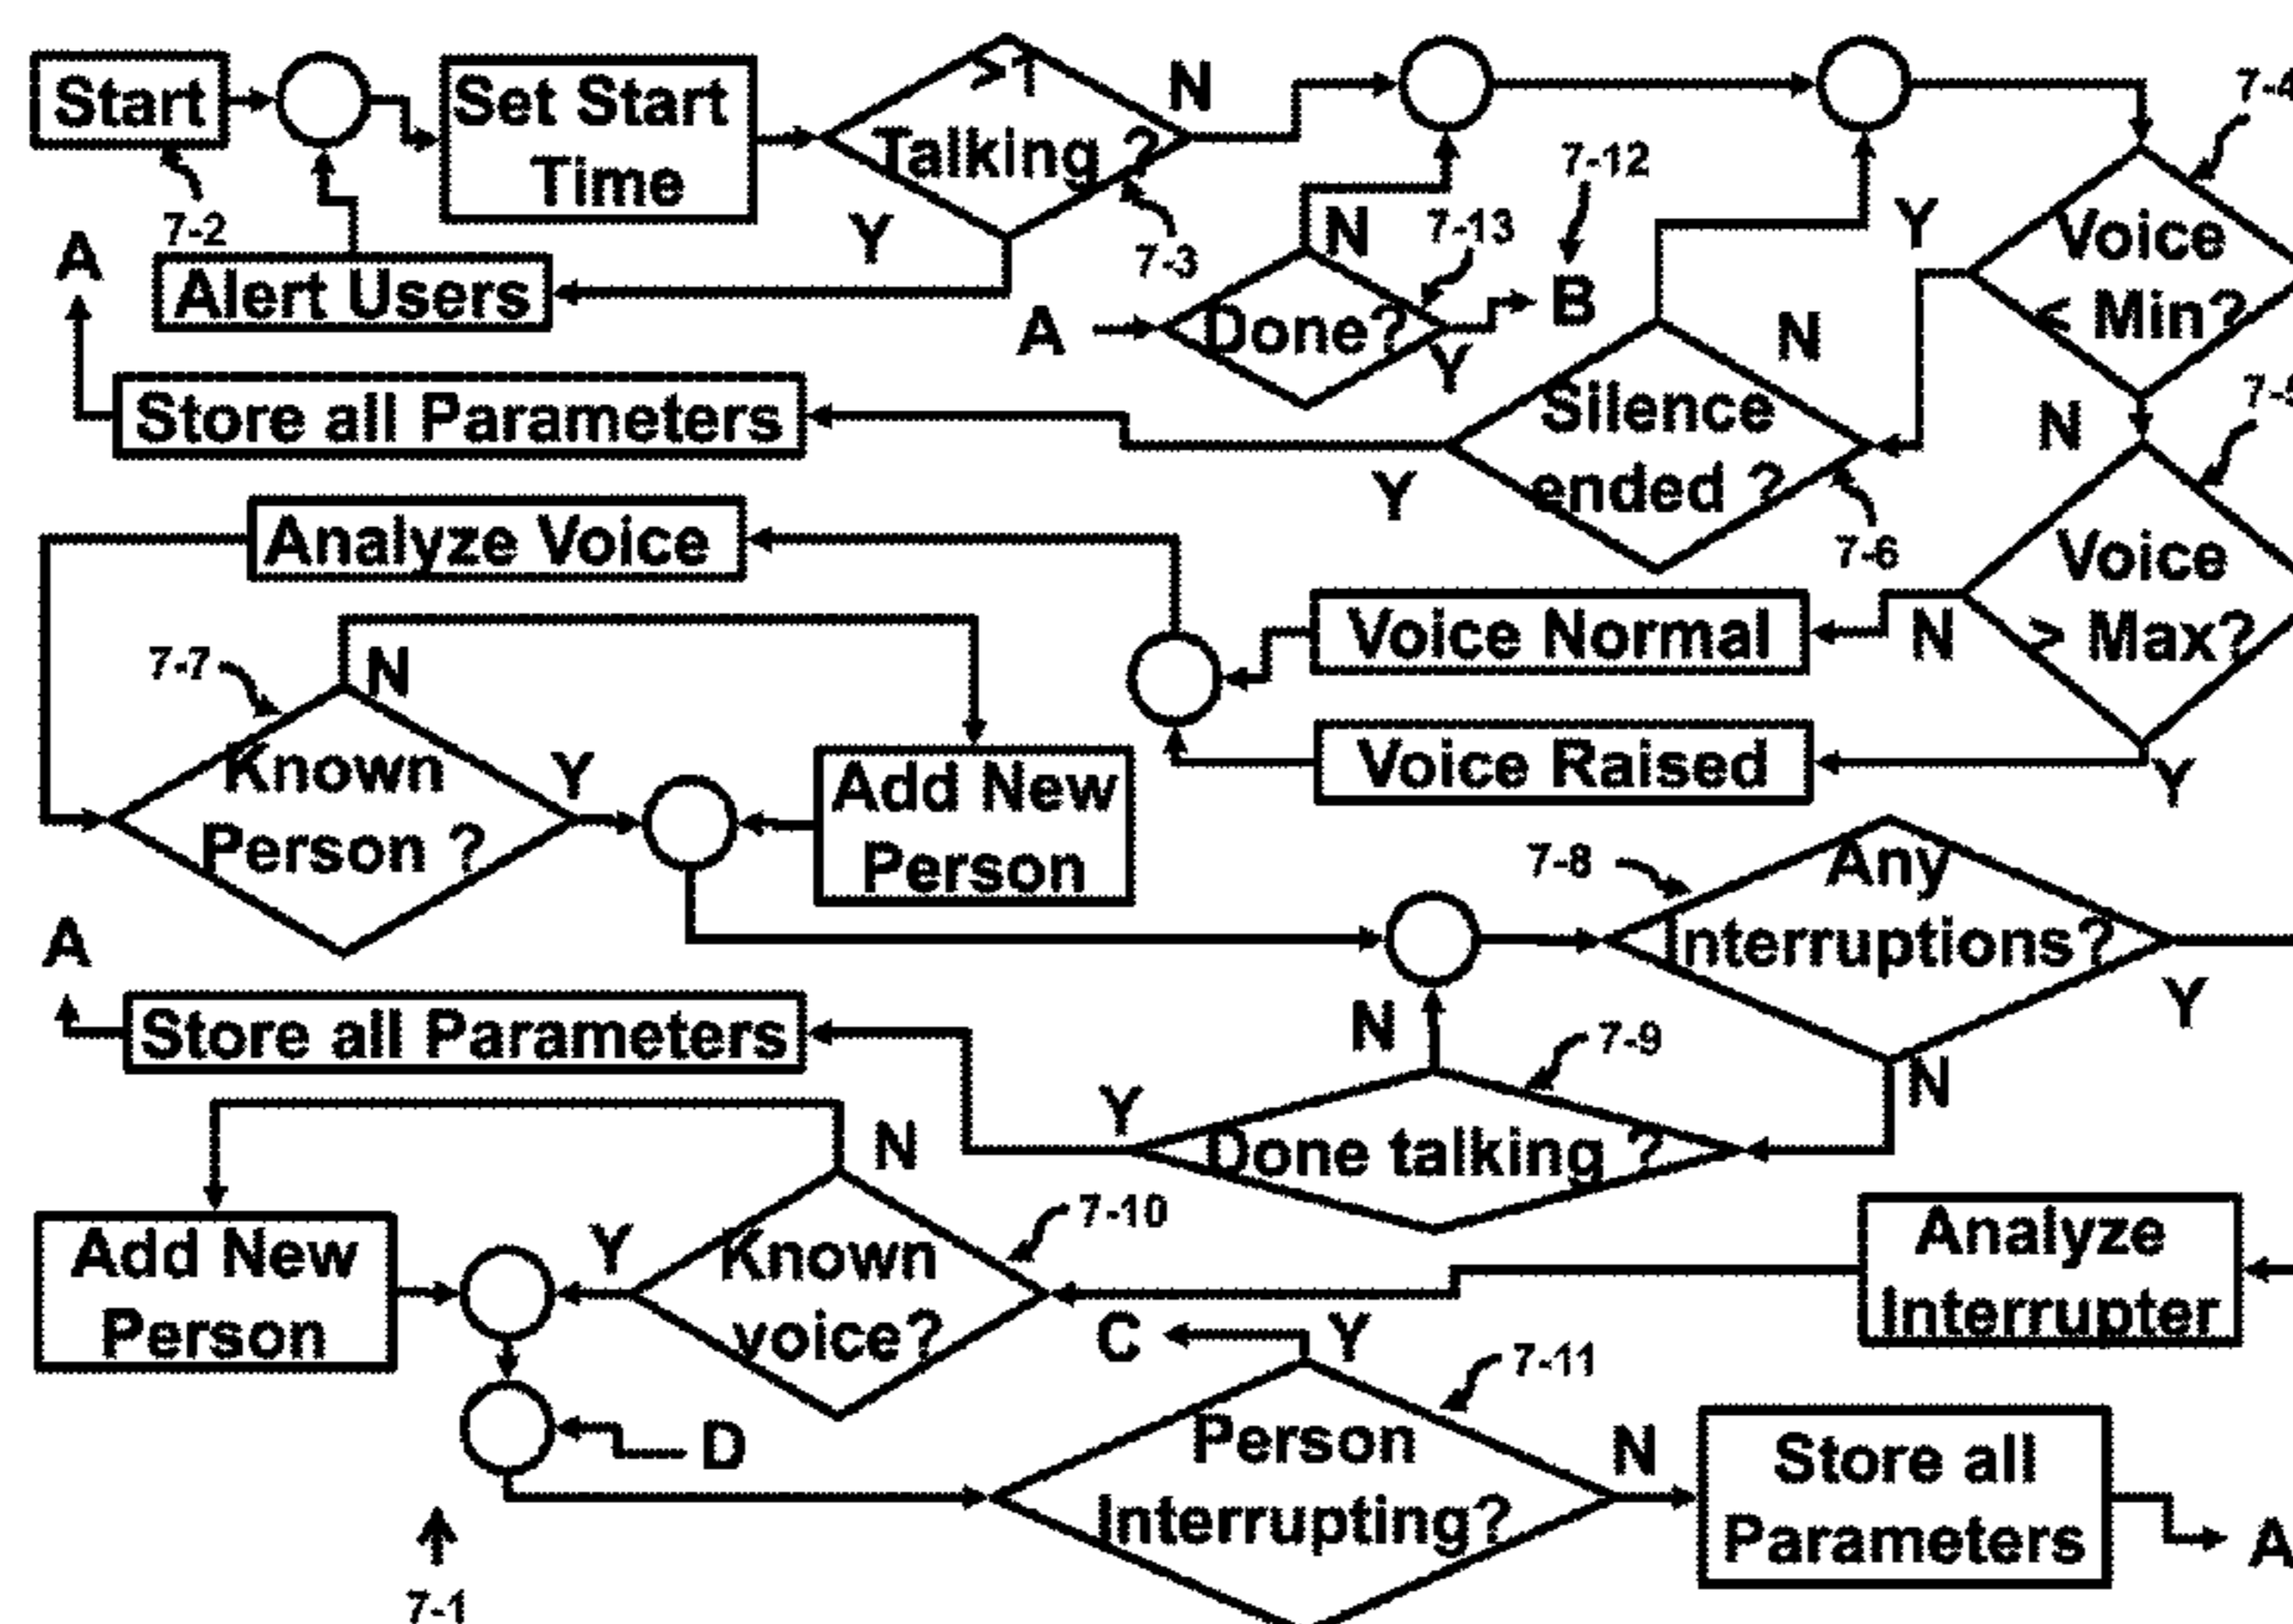 Start
Set Start
Time
>1
Talking ?
N
Y
7-2
7-3
Alert Users
A
A
Done?
N
7-13
Y
7-12
B
Y
7-4
Voice
< Min?
N
7-5
Store all Parameters
Silence
ended ?
N
Y
7-6
Analyze Voice
Voice Normal
N
Voice
> Max?
Voice Raised
Y
7-7
N
Known
Person ?
Y
Add New
Person
7-8
Any
Interruptions?
Y
N
A
Store all Parameters
N
7-9
Y
Done talking ?
N
7-10
Add New
Person
Y
Known
voice?
Analyze
Interrupter
C
Y
7-11
D
Person
Interrupting?
N
Store all
Parameters
A
7-1